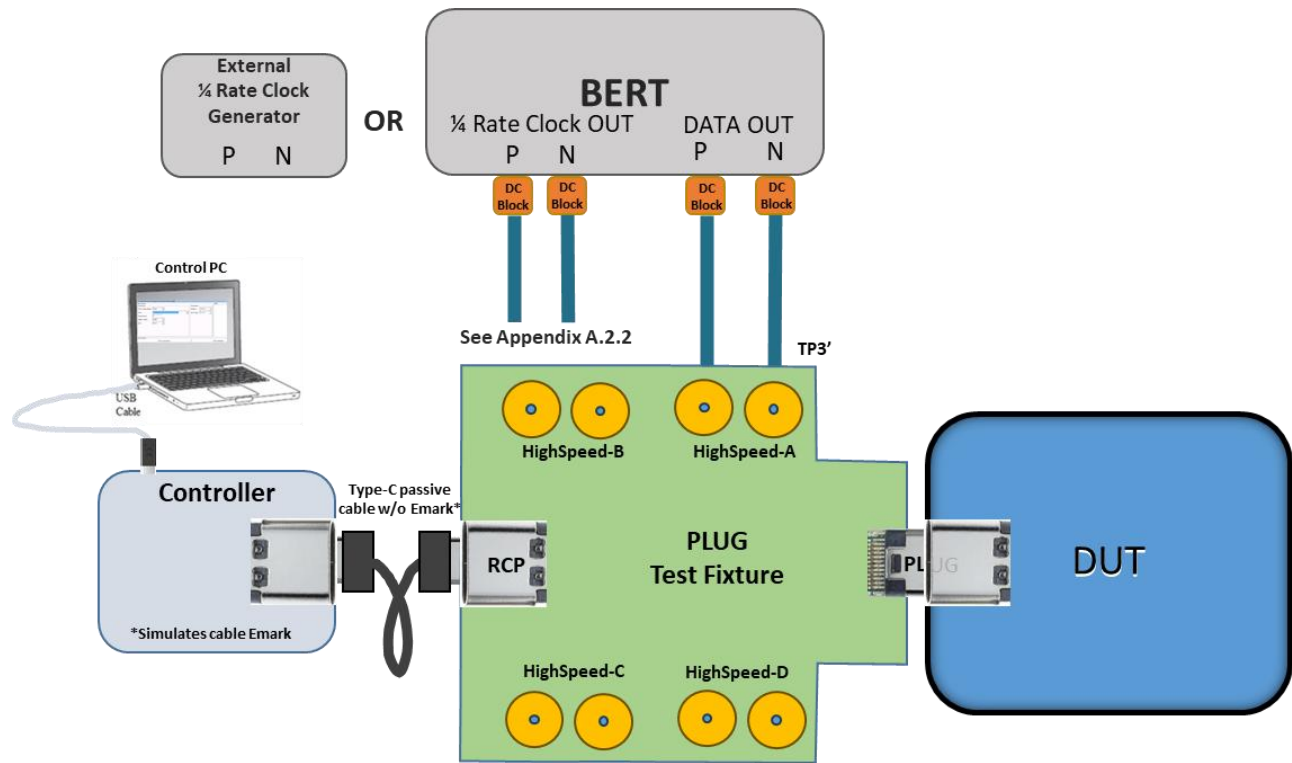 External
¼ Rate Clock
Generator
P N
OR
BERT
¼ Rate Clock OUT DATA OUT
P N P N
DC
Block
DC
Block
DC
Block
DC
Block
Control PC
USB
Cable
See Appendix A.2.2
TP3’
HighSpeed-B
HighSpeed-A
Controller
Type-C passive
cable w/o Emark*
RCP
PLUG
Test Fixture
PLUG
DUT
*Simulates cable Emark
HighSpeed-C
HighSpeed-D